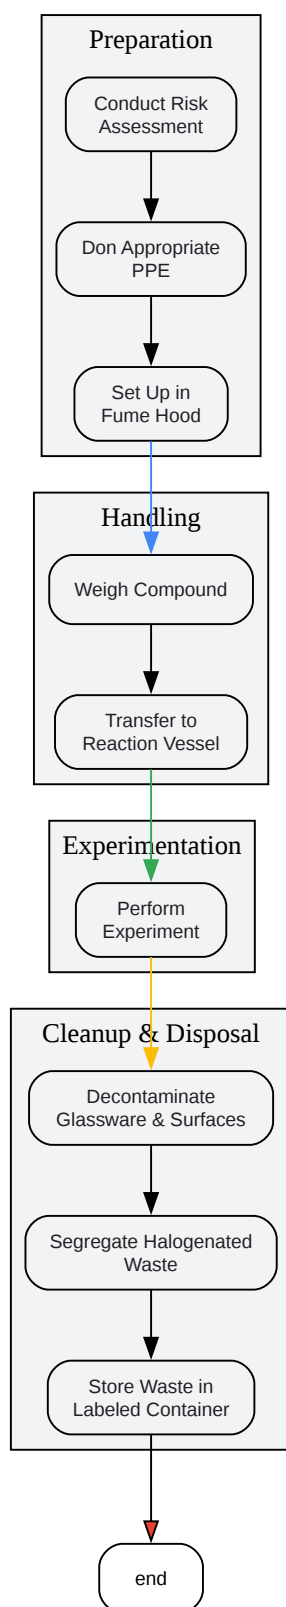 Preparation
Conduct Risk
Assessment
Don Appropriate
PPE
Set Up in
Fume Hood
Handling
Weigh Compound
Transfer to
Reaction Vessel
Experimentation
Perform
Experiment
Cleanup & Disposal
Decontaminate
Glassware & Surfaces
Segregate Halogenated
Waste
Store Waste in
Labeled Container
end